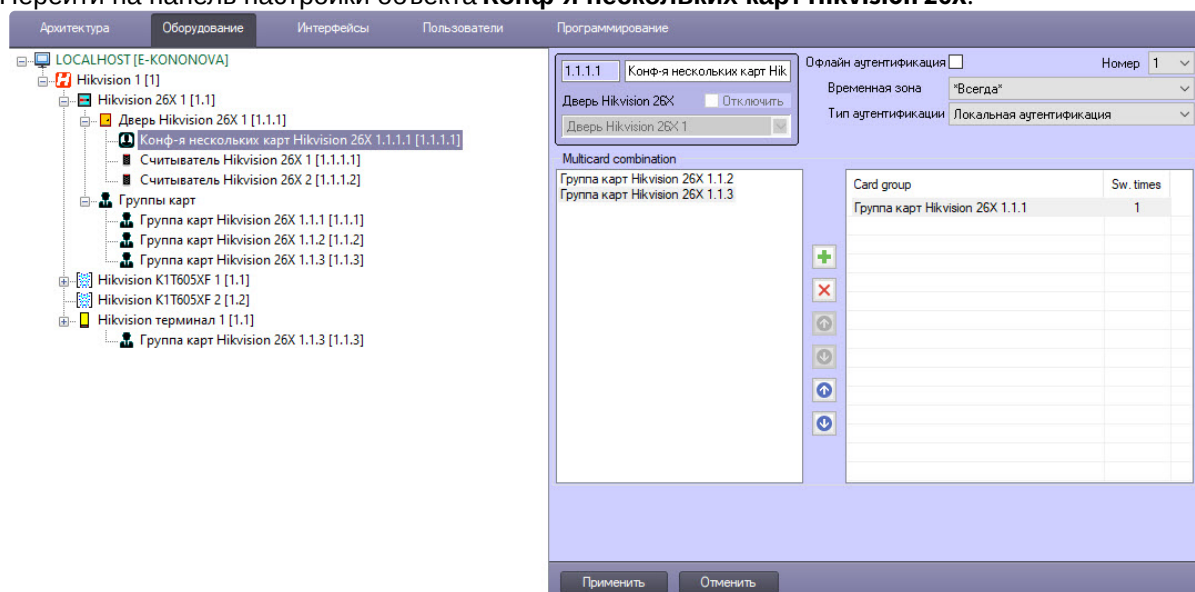 Перейти на панель настройки объекта Конф-я нескольких карт Hikvision 26x.
Архитектура Оборудование Интерфейсы Пользователи Программирование
LOCALHOST [E-KONONOVA]
Hikvision 1 [1]
Hikvision 26X 1 [1.1]
Дверь Hikvision 26X 1 [1.1.1]
Конф-я нескольких карт Hikvision 26X 1.1.1.1 [1.1.1.1]
Считыватель Hikvision 26X 1 [1.1.1.1]
Считыватель Hikvision 26X 2 [1.1.1.2]
Группы карт
Группа карт Hikvision 26X 1.1.1 [1.1.1]
Группа карт Hikvision 26X 1.1.2 [1.1.2]
Группа карт Hikvision 26X 1.1.3 [1.1.3]
Hikvision K1T605XF 1 [1.1]
Hikvision K1T605XF 2 [1.2]
Hikvision терминал 1 [1.1]
Группа карт Hikvision 26X 1.1.3 [1.1.3]
1.1.1.1 Конф-я нескольких карт Hik
Дверь Hikvision 26X Отключить
Дверь Hikvision 26X 1
Офлайн аутентификация Номер 1
Временная зона *Всегда*
Тип аутентификации Локальная аутентификация
Multicard combination
Группа карт Hikvision 26X 1.1.2
Группа карт Hikvision 26X 1.1.3
Card group Sw. times
Группа карт Hikvision 26X 1.1.1 1
Применить Отменить